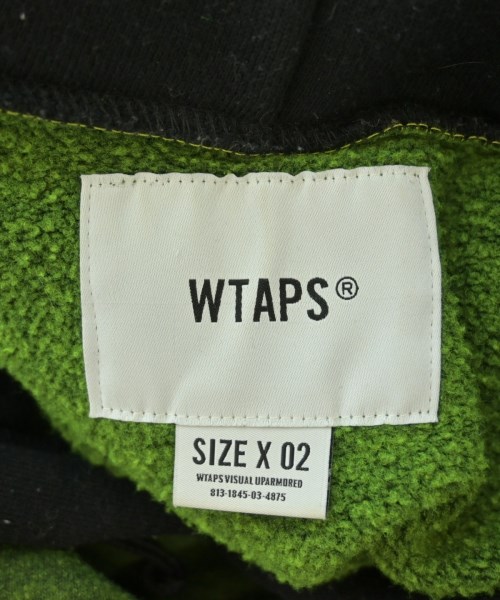 WTAPS®
SIZE X 02
WTAPS VISUAL UPARMORED
813-1845-03-4875